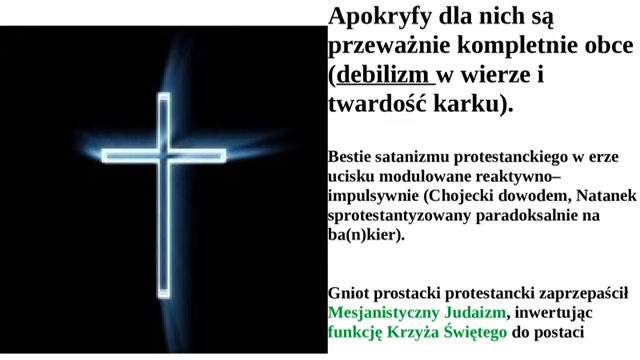 Apokryfy dla nich są
przeważnie kompletnie obce
(debilizm w wierze i
twardość karku).
Bestie satanizmu protestanckiego w erze
ucisku modulowane reaktywno–
impulsywnie (Chojecki dowodem, Natanek
sprotestantyzowany paradoksalnie na
ba(n)kier).
Gniot prostacki protestancki zaprzepaścił
Mesjanistyczny Judaizm, inwertując
funkcję Krzyża Świętego do postaci